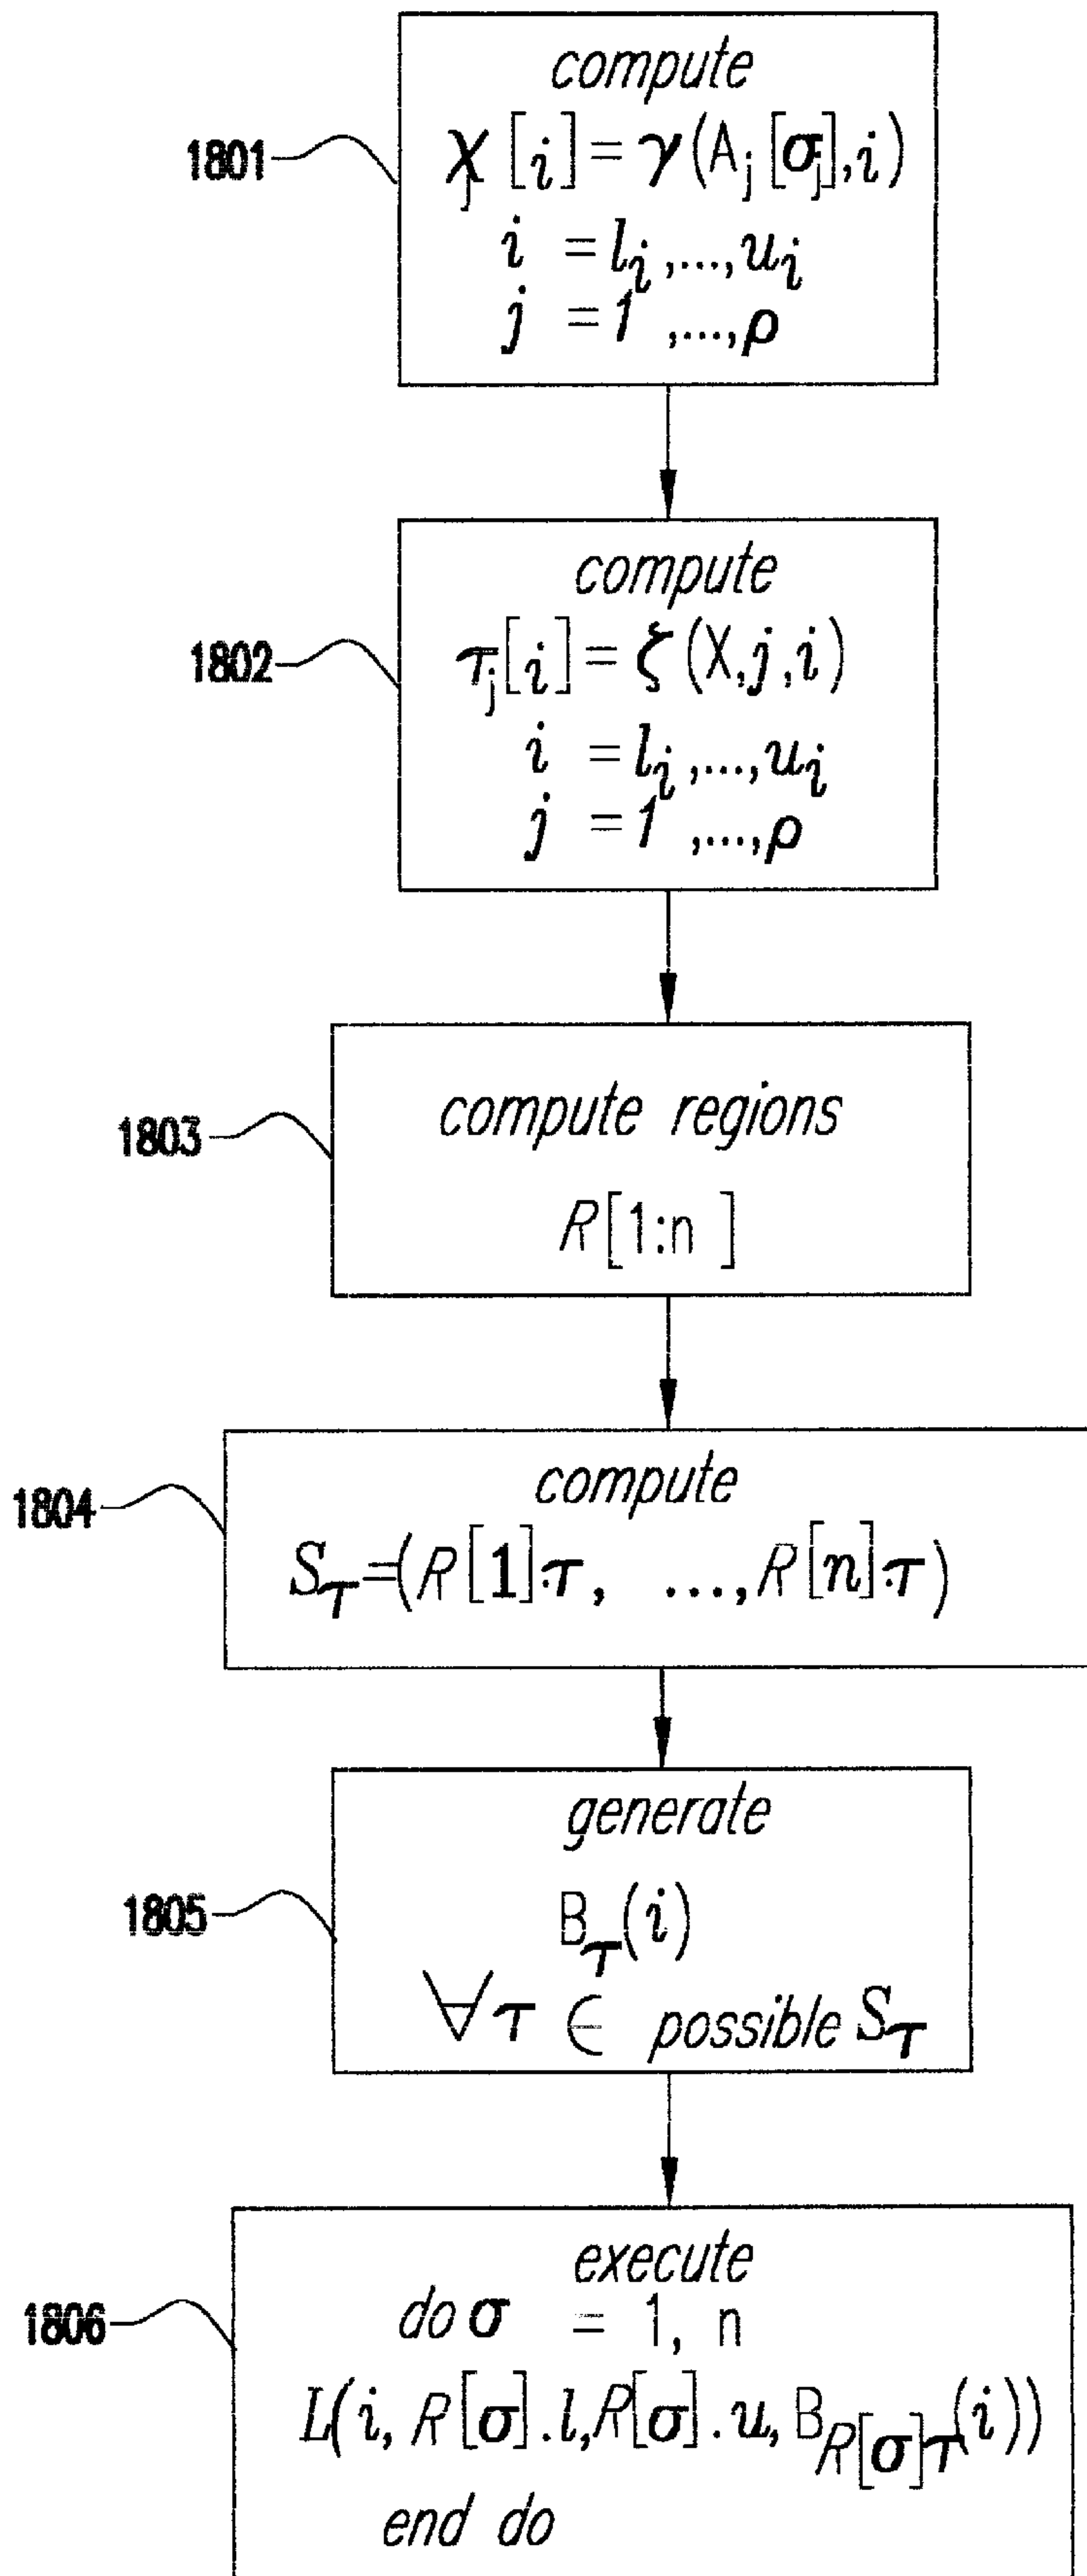 compute
1801
χj [i] = γ(Aj [σj], i)
i = li ,..., ui
j = 1 ,..., ρ
compute
1802
τj[i] = ζ(X,j,i)
i = li ,..., ui
j = 1 ,..., ρ
1803
compute regions
R[1:n ]
compute
1804
Sτ=(R[1].τ, ..., R[n].τ)
generate
1805
Bτ(i)
∀τ ∈ possible Sτ
execute
1806
do σ = 1, n
L(i, R[σ].l,R[σ].u, BR[σ]τ(i))
end do